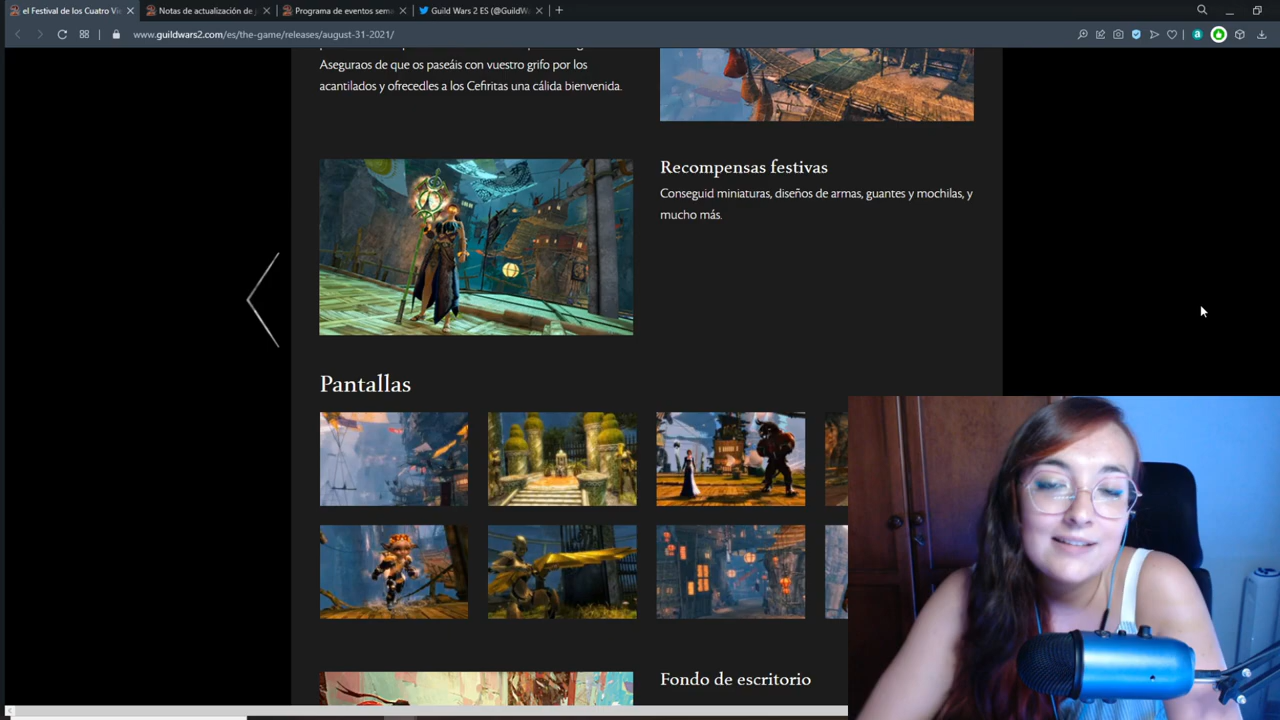 el Festival de los Cuatro Vi
Notas de actualización de j
Programa de eventos sema
Guild Wars 2 ES (@GuildW
www.guildwars2.com/es/the-game/releases/august-31-2021/
Aseguraos de que os paseáis con vuestro grifo por los
acantilados y ofrecedles a los Cefiritas una cálida bienvenida.
Recompensas festivas
Conseguid miniaturas, diseños de armas, guantes y mochilas, y
mucho más.
Pantallas
Fondo de escritorio